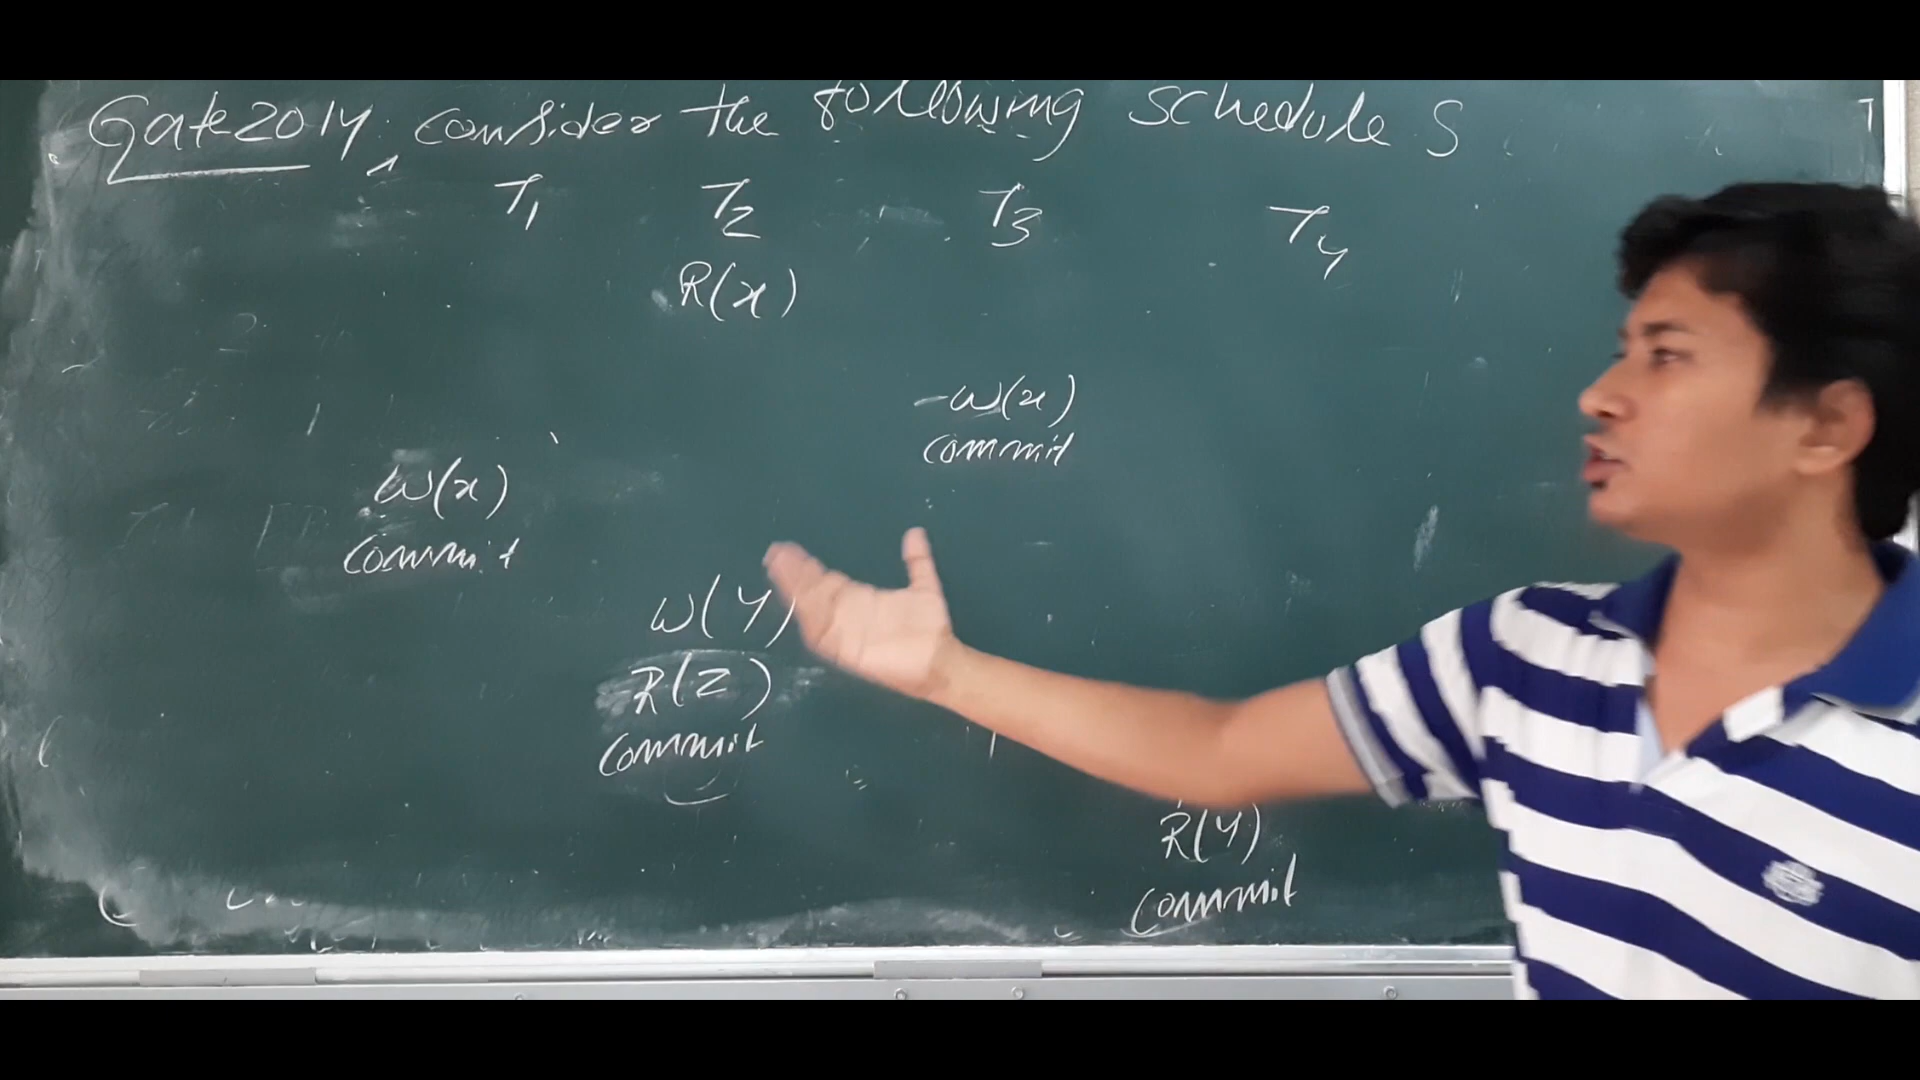 Gate2014. Consider the following Schedule S
T1 T2 T3 T4
R(x)
-W(x)
commit
W(x)
Commit
W(Y)
R(Z)
Commit
R(Y)
Commit